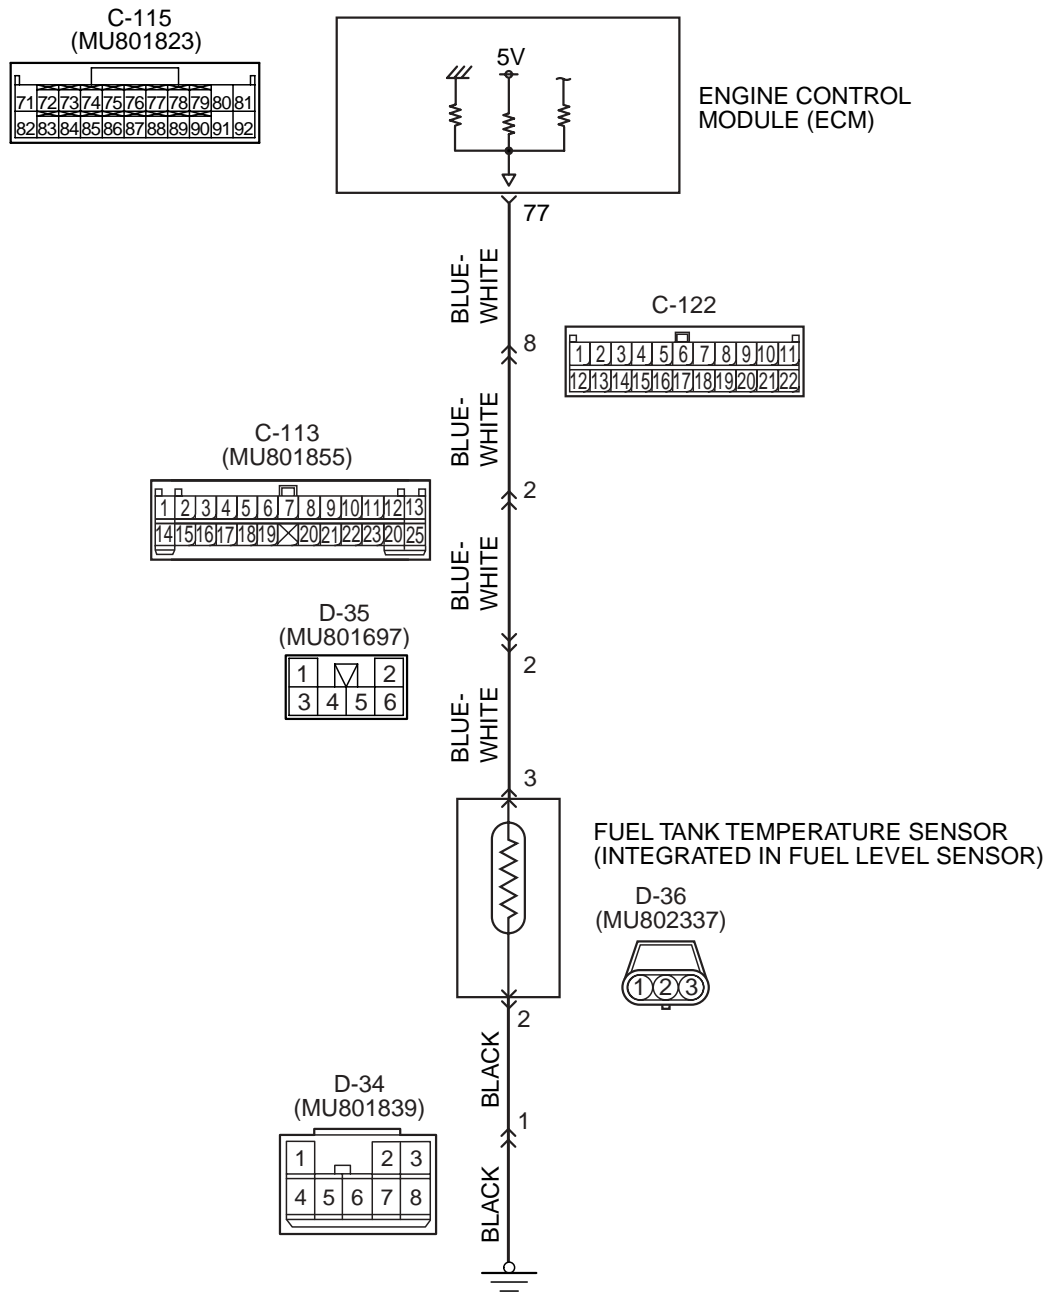 C-115
(MU801823)
71 72 73 74 75 76 77 78 79 80 81
82 83 84 85 86 87 88 89 90 91 92
5V
ENGINE CONTROL
MODULE (ECM)
77
BLUE-
WHITE
C-122
1 2 3 4 5 6 7 8 9 10 11
12 13 14 15 16 17 18 19 20 21 22
8
BLUE-
WHITE
C-113
(MU801855)
1 2 3 4 5 6 7 8 9 10 11 12 13
14 15 16 17 18 19 20 21 22 23 20 25
2
BLUE-
WHITE
D-35
(MU801697)
1 2
3 4 5 6
2
BLUE-
WHITE
3
FUEL TANK TEMPERATURE SENSOR
(INTEGRATED IN FUEL LEVEL SENSOR)
D-36
(MU802337)
1 2 3
2
BLACK
D-34
(MU801839)
1 2 3
4 5 6 7 8
1
BLACK